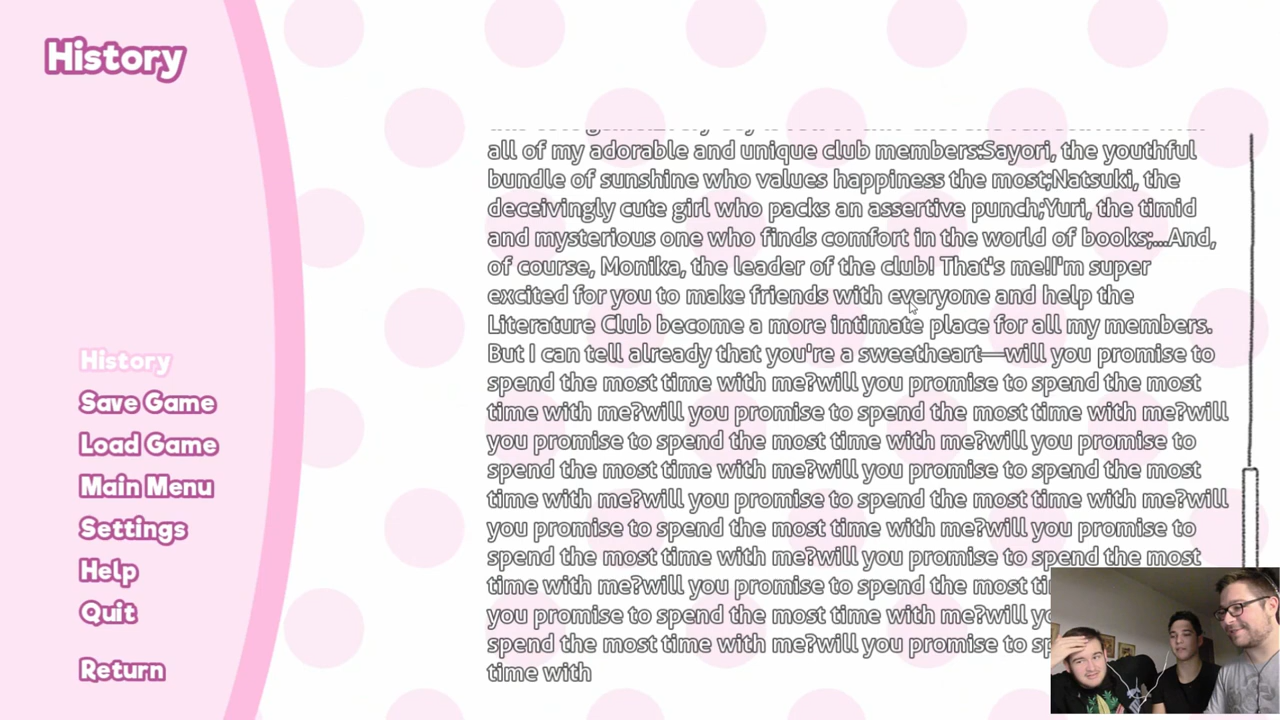 History
all of my adorable and unique club members:Sayori, the youthful
bundle of sunshine who values happiness the most;Natsuki, the
deceivingly cute girl who packs an assertive punch;Yuri, the timid
and mysterious one who finds comfort in the world of books;...And,
of course, Monika, the leader of the club! That's me!I'm super
excited for you to make friends with everyone and help the
Literature Club become a more intimate place for all my members.
But I can tell already that you're a sweetheart—will you promise to
spend the most time with me?will you promise to spend the most
time with me?will you promise to spend the most time with me?will
you promise to spend the most time with me?will you promise to
spend the most time with me?will you promise to spend the most
time with me?will you promise to spend the most time with me?will
you promise to spend the most time with me?will you promise to
spend the most time with me?will you promise to spend the most
time with me?will you promise to spend the most
you promise to spend the most time with me?will
spend the most time with me?will you promise to
time with
History
Save Game
Load Game
Main Menu
Settings
Help
Quit
Return